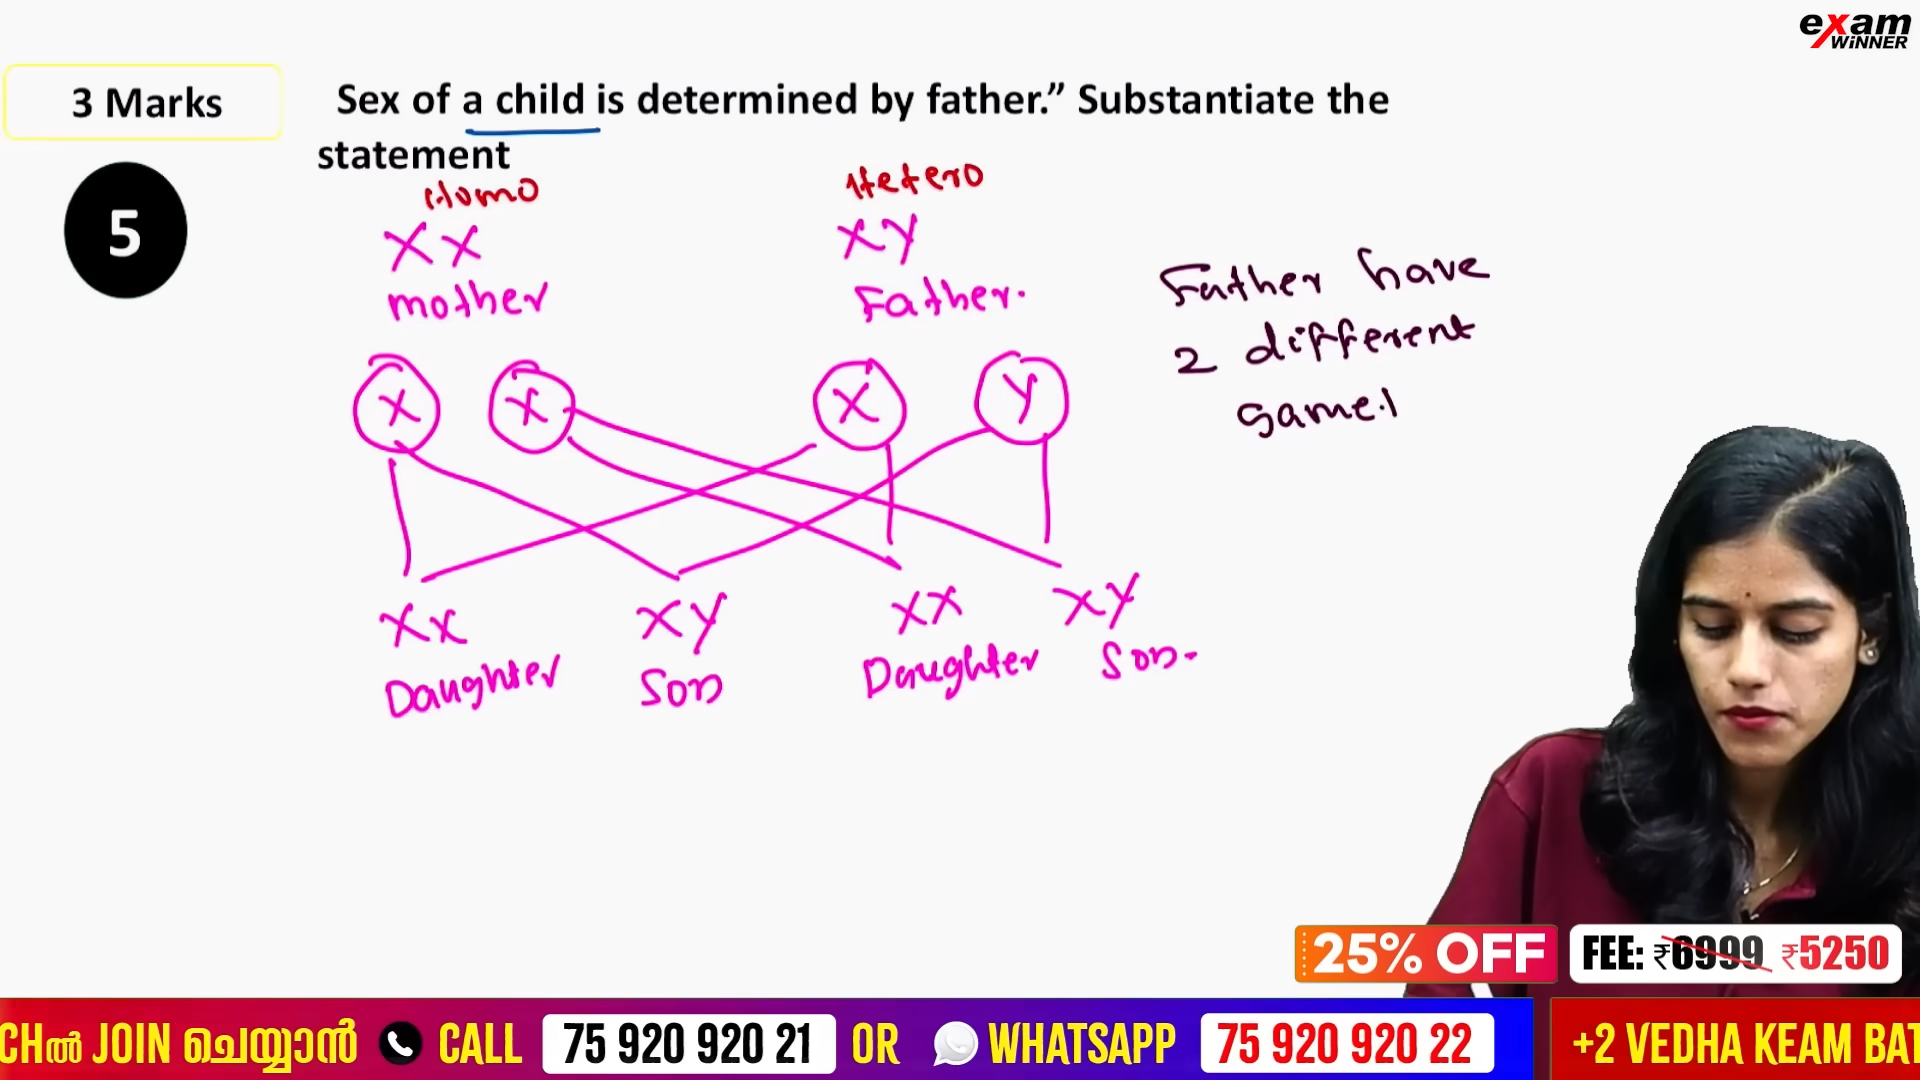 exam
WiNNER
3 Marks
Sex of a child is determined by father.” Substantiate the
statement
5
Homo
Hetero
XX
XY
mother
Father.
Father have
2 different
game
X X X Y
XX XY XX XY
Daughter Son Daughter Son.
25% OFF
FEE: ₹6999 ₹5250
CHൽ JOIN ചെയ്യാൻ CALL 75 920 920 21 OR WHATSAPP 75 920 920 22
+2 VEDHA KEAM BAT